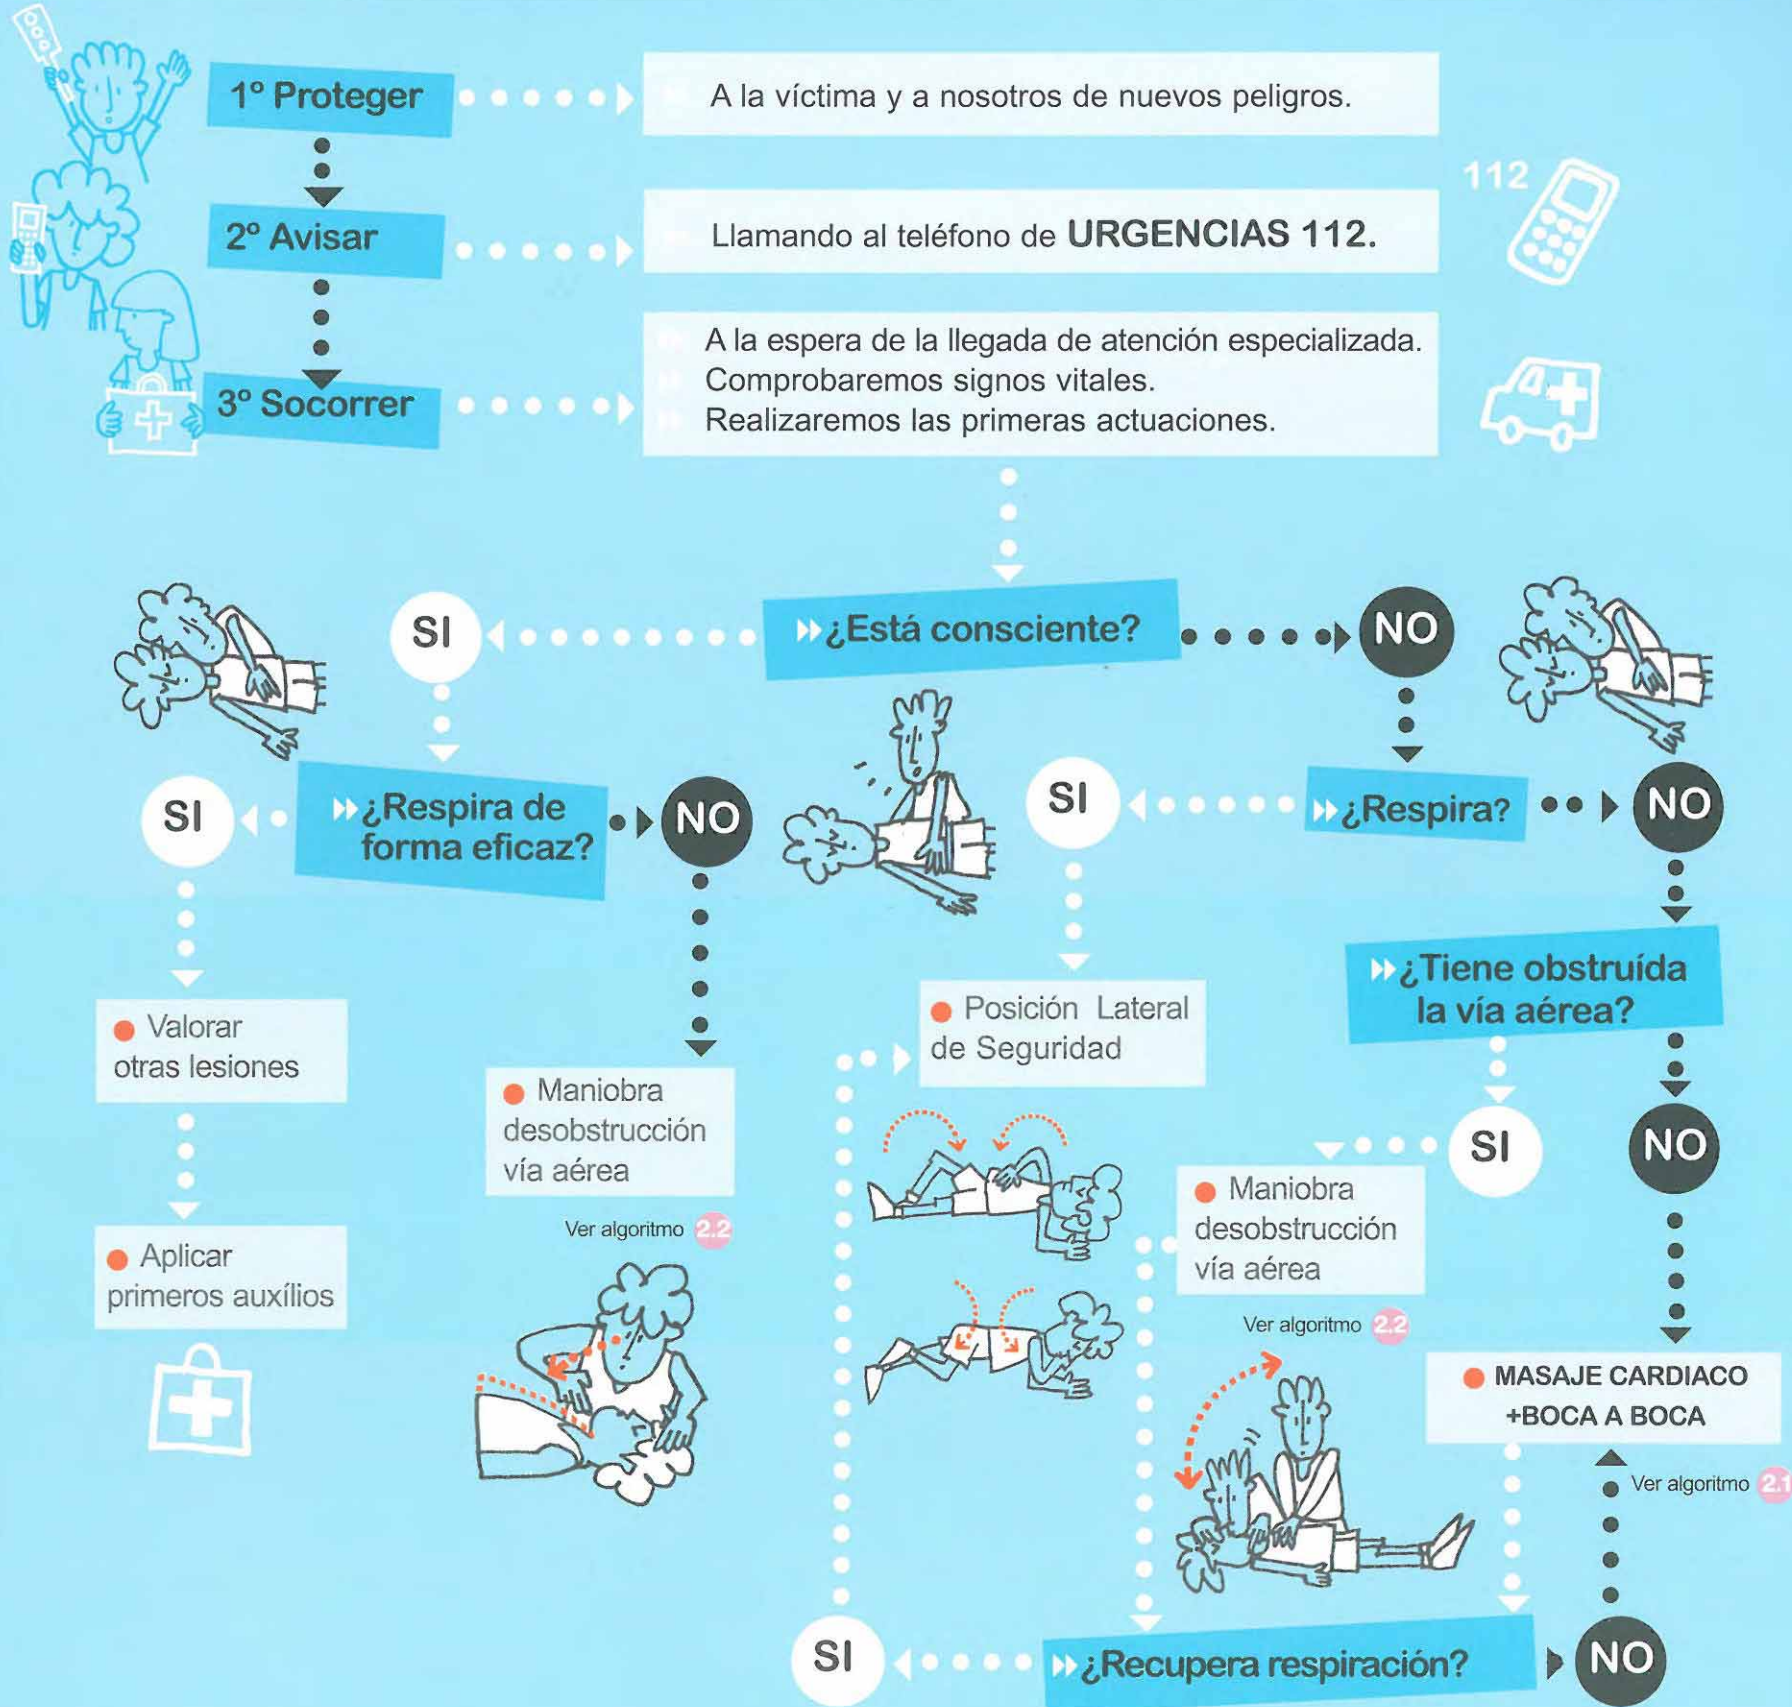 1º Proteger
A la víctima y a nosotros de nuevos peligros.
2º Avisar
Llamando al teléfono de URGENCIAS 112.
112
3º Socorrer
A la espera de la llegada de atención especializada.
Comprobaremos signos vitales.
Realizaremos las primeras actuaciones.
¿Está consciente?
SI
NO
¿Respira de
forma eficaz?
SI
NO
¿Respira?
SI
NO
Valorar
otras lesiones
Aplicar
primeros auxílios
Maniobra
desobstrucción
vía aérea
Ver algoritmo 2.2
Posición Lateral
de Seguridad
¿Tiene obstruída
la vía aérea?
SI
NO
Maniobra
desobstrucción
vía aérea
Ver algoritmo 2.2
MASAJE CARDIACO
+BOCA A BOCA
Ver algoritmo 2.1
¿Recupera respiración?
SI
NO